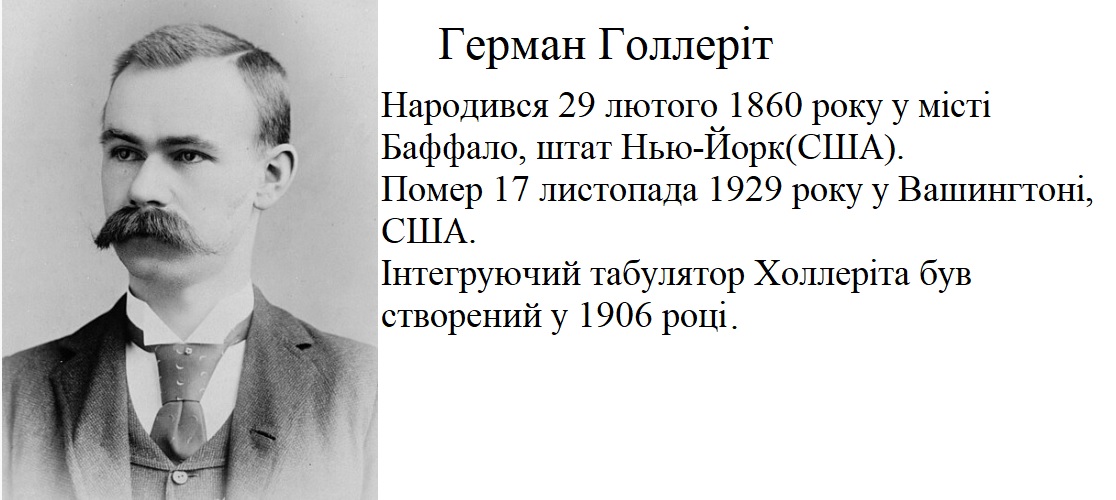 Герман Голлеріт
Народився 29 лютого 1860 року у місті
Баффало, штат Нью-Йорк(США).
Помер 17 листопада 1929 року у Вашингтоні,
США.
Інтегруючий табулятор Холлеріта був
створений у 1906 році.